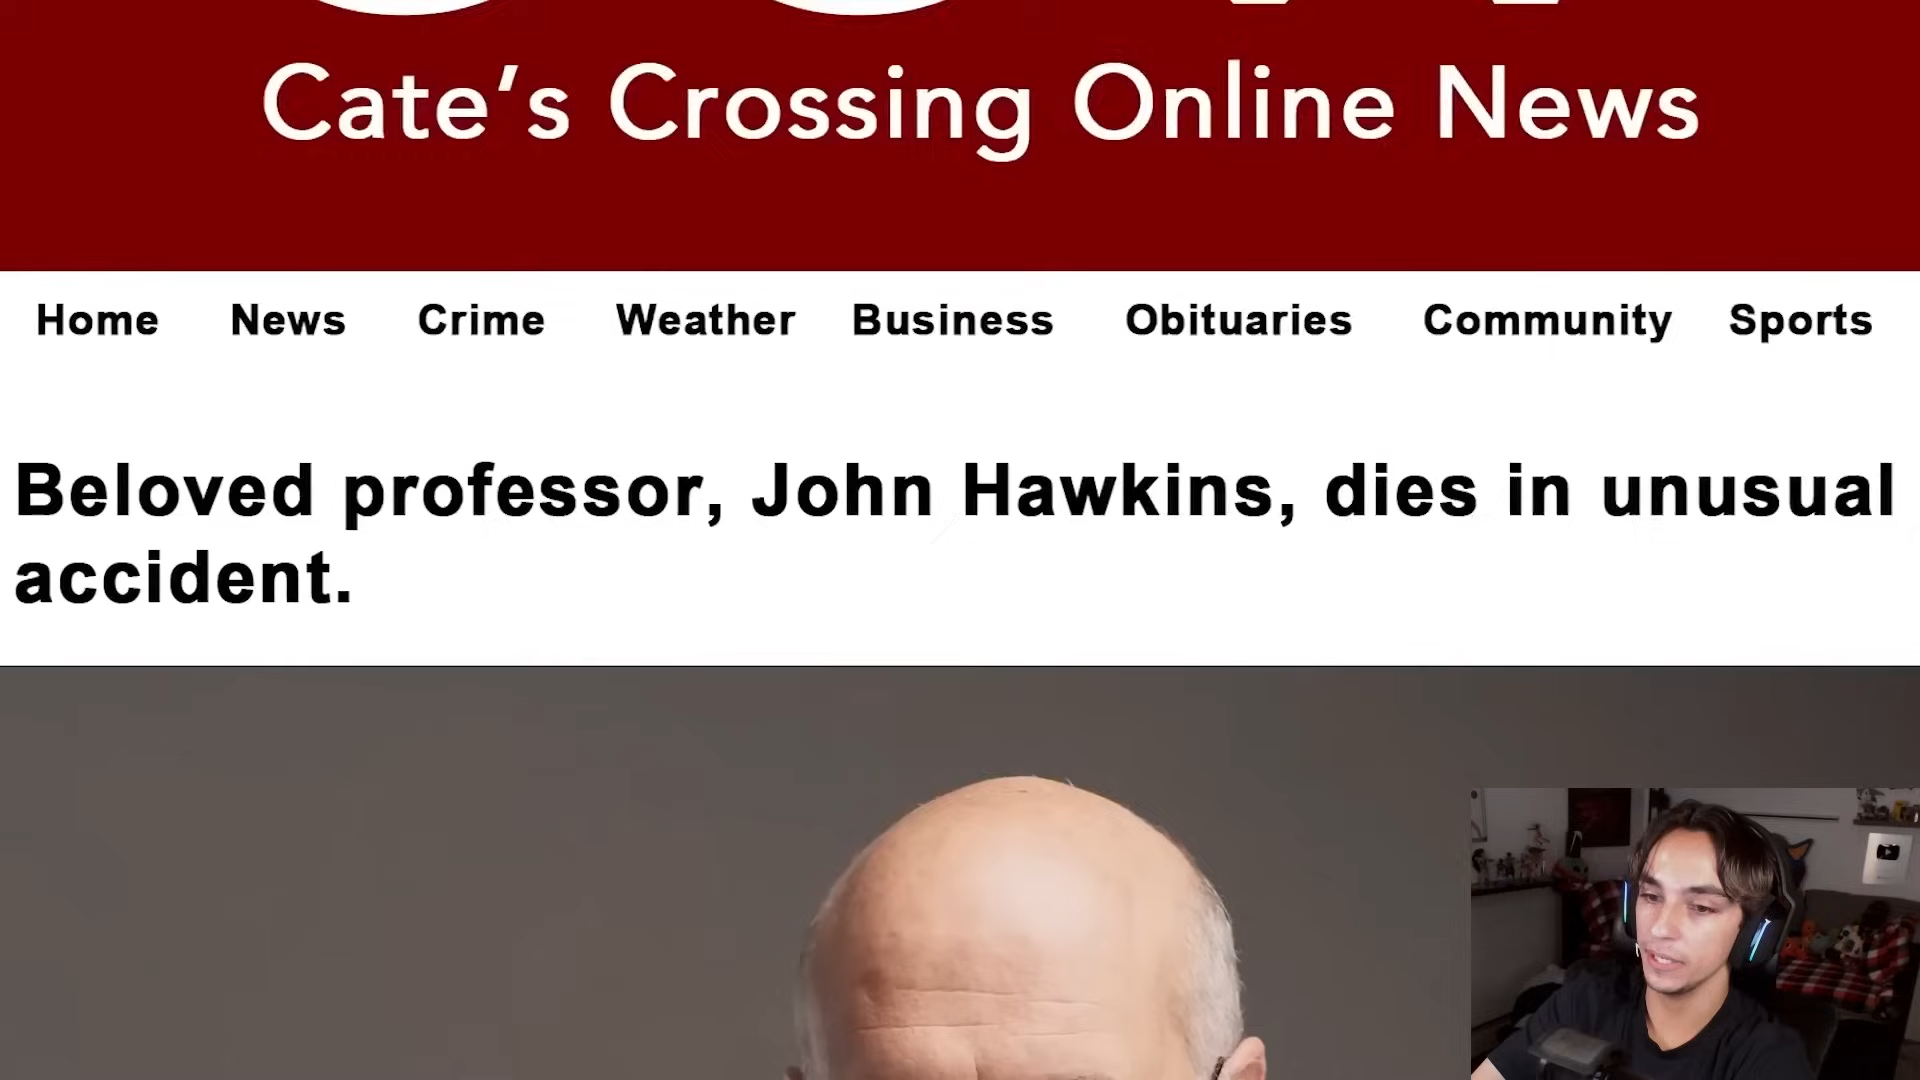 Cate's Crossing Online News
Home News Crime Weather Business Obituaries Community Sports
Beloved professor, John Hawkins, dies in unusual
accident.